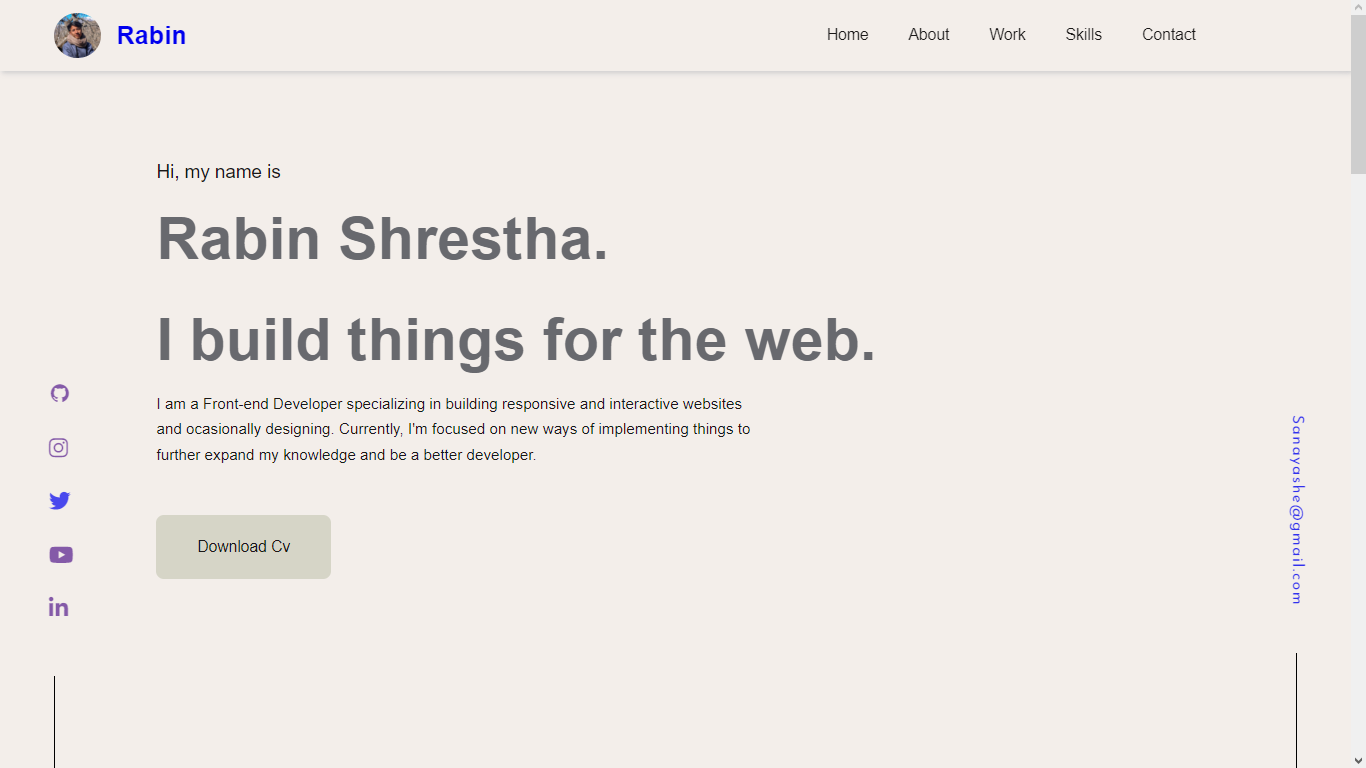 Rabin
Home
About
Work
Skills
Contact
Hi, my name is
Rabin Shrestha.
I build things for the web.
I am a Front-end Developer specializing in building responsive and interactive websites
and ocasionally designing. Currently, I'm focused on new ways of implementing things to
further expand my knowledge and be a better developer.
Download Cv
in
Sanayashe@gmail.com